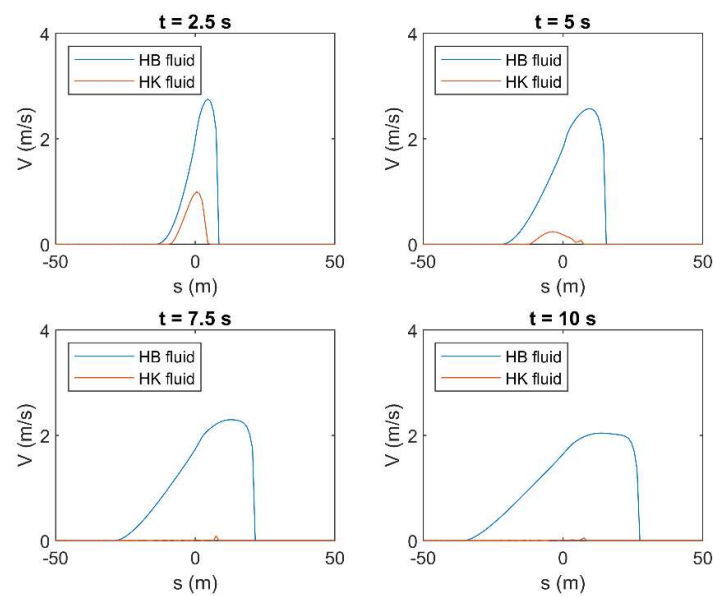 t = 2.5 s
4
HB fluid
HK fluid
V (m/s)
2
0
-50
0
50
s (m)
t = 5 s
4
HB fluid
HK fluid
V (m/s)
2
0
-50
0
50
s (m)
t = 7.5 s
4
HB fluid
HK fluid
V (m/s)
2
0
-50
0
50
s (m)
t = 10 s
4
HB fluid
HK fluid
V (m/s)
2
0
-50
0
50
s (m)